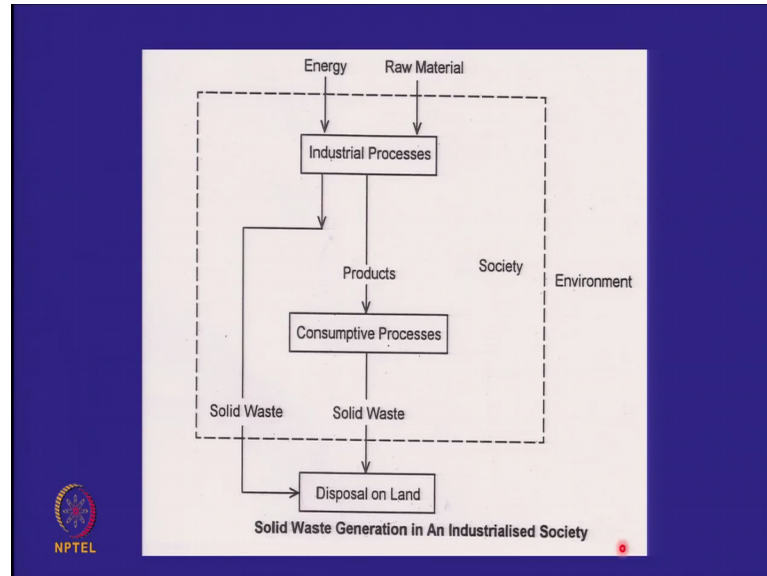 Energy
Raw Material
Industrial Processes
Society
Products
Environment
Consumptive Processes
Solid Waste
Solid Waste
Disposal on Land
Solid Waste Generation in An Industrialised Society
NPTEL